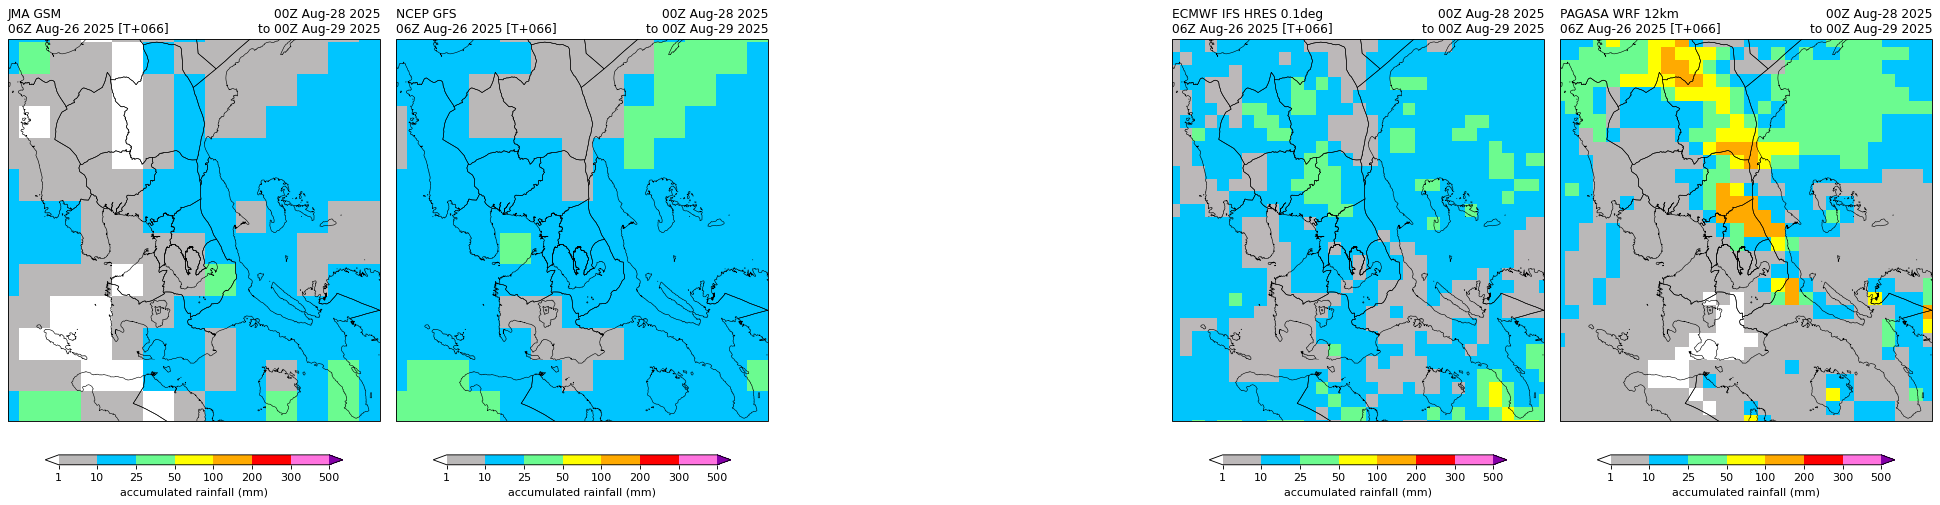 JMA GSM 00Z Aug-28 2025
06Z Aug-26 2025 [T+066] to 00Z Aug-29 2025
NCEP GFS 00Z Aug-28 2025
06Z Aug-26 2025 [T+066] to 00Z Aug-29 2025
ECMWF IFS HRES 0.1deg 00Z Aug-28 2025
06Z Aug-26 2025 [T+066] to 00Z Aug-29 2025
PAGASA WRF 12km 00Z Aug-28 2025
06Z Aug-26 2025 [T+066] to 00Z Aug-29 2025
1 10 25 50 100 200 300 500
accumulated rainfall (mm)
1 10 25 50 100 200 300 500
accumulated rainfall (mm)
1 10 25 50 100 200 300 500
accumulated rainfall (mm)
1 10 25 50 100 200 300 500
accumulated rainfall (mm)